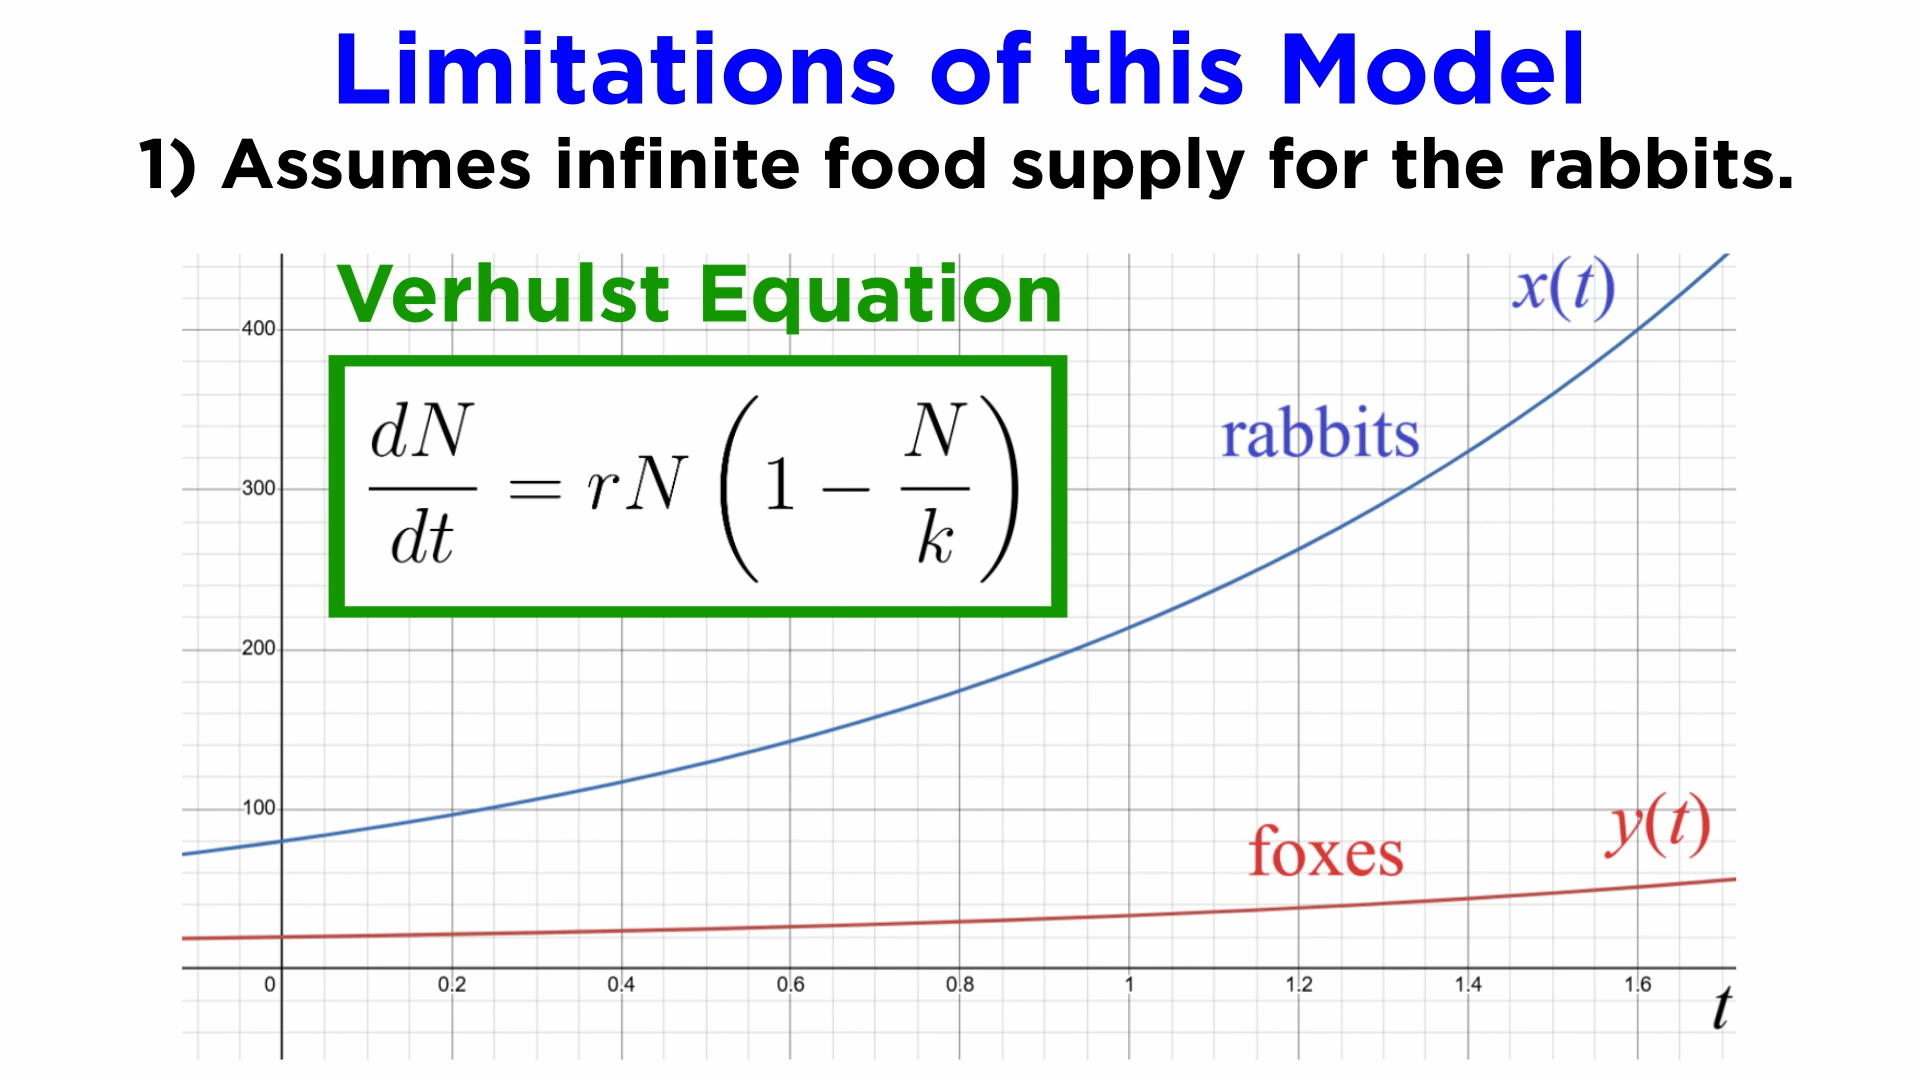 Limitations of this Model
1) Assumes infinite food supply for the rabbits.
Verhulst Equation
x(t)
400
dN/dt = rN (1 − N/k)
rabbits
300
200
100
y(t)
foxes
0 0.2 0.4 0.6 0.8 1 1.2 1.4 1.6
t